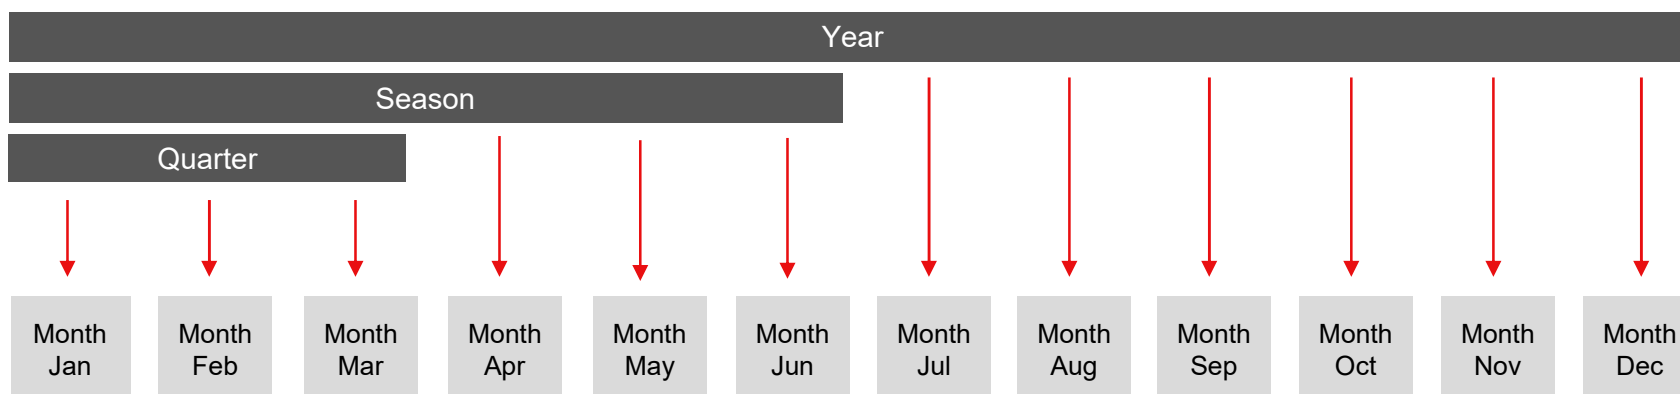 Year
Season
Quarter
Month
Jan
Month
Feb
Month
Mar
Month
Apr
Month
May
Month
Jun
Month
Jul
Month
Aug
Month
Sep
Month
Oct
Month
Nov
Month
Dec